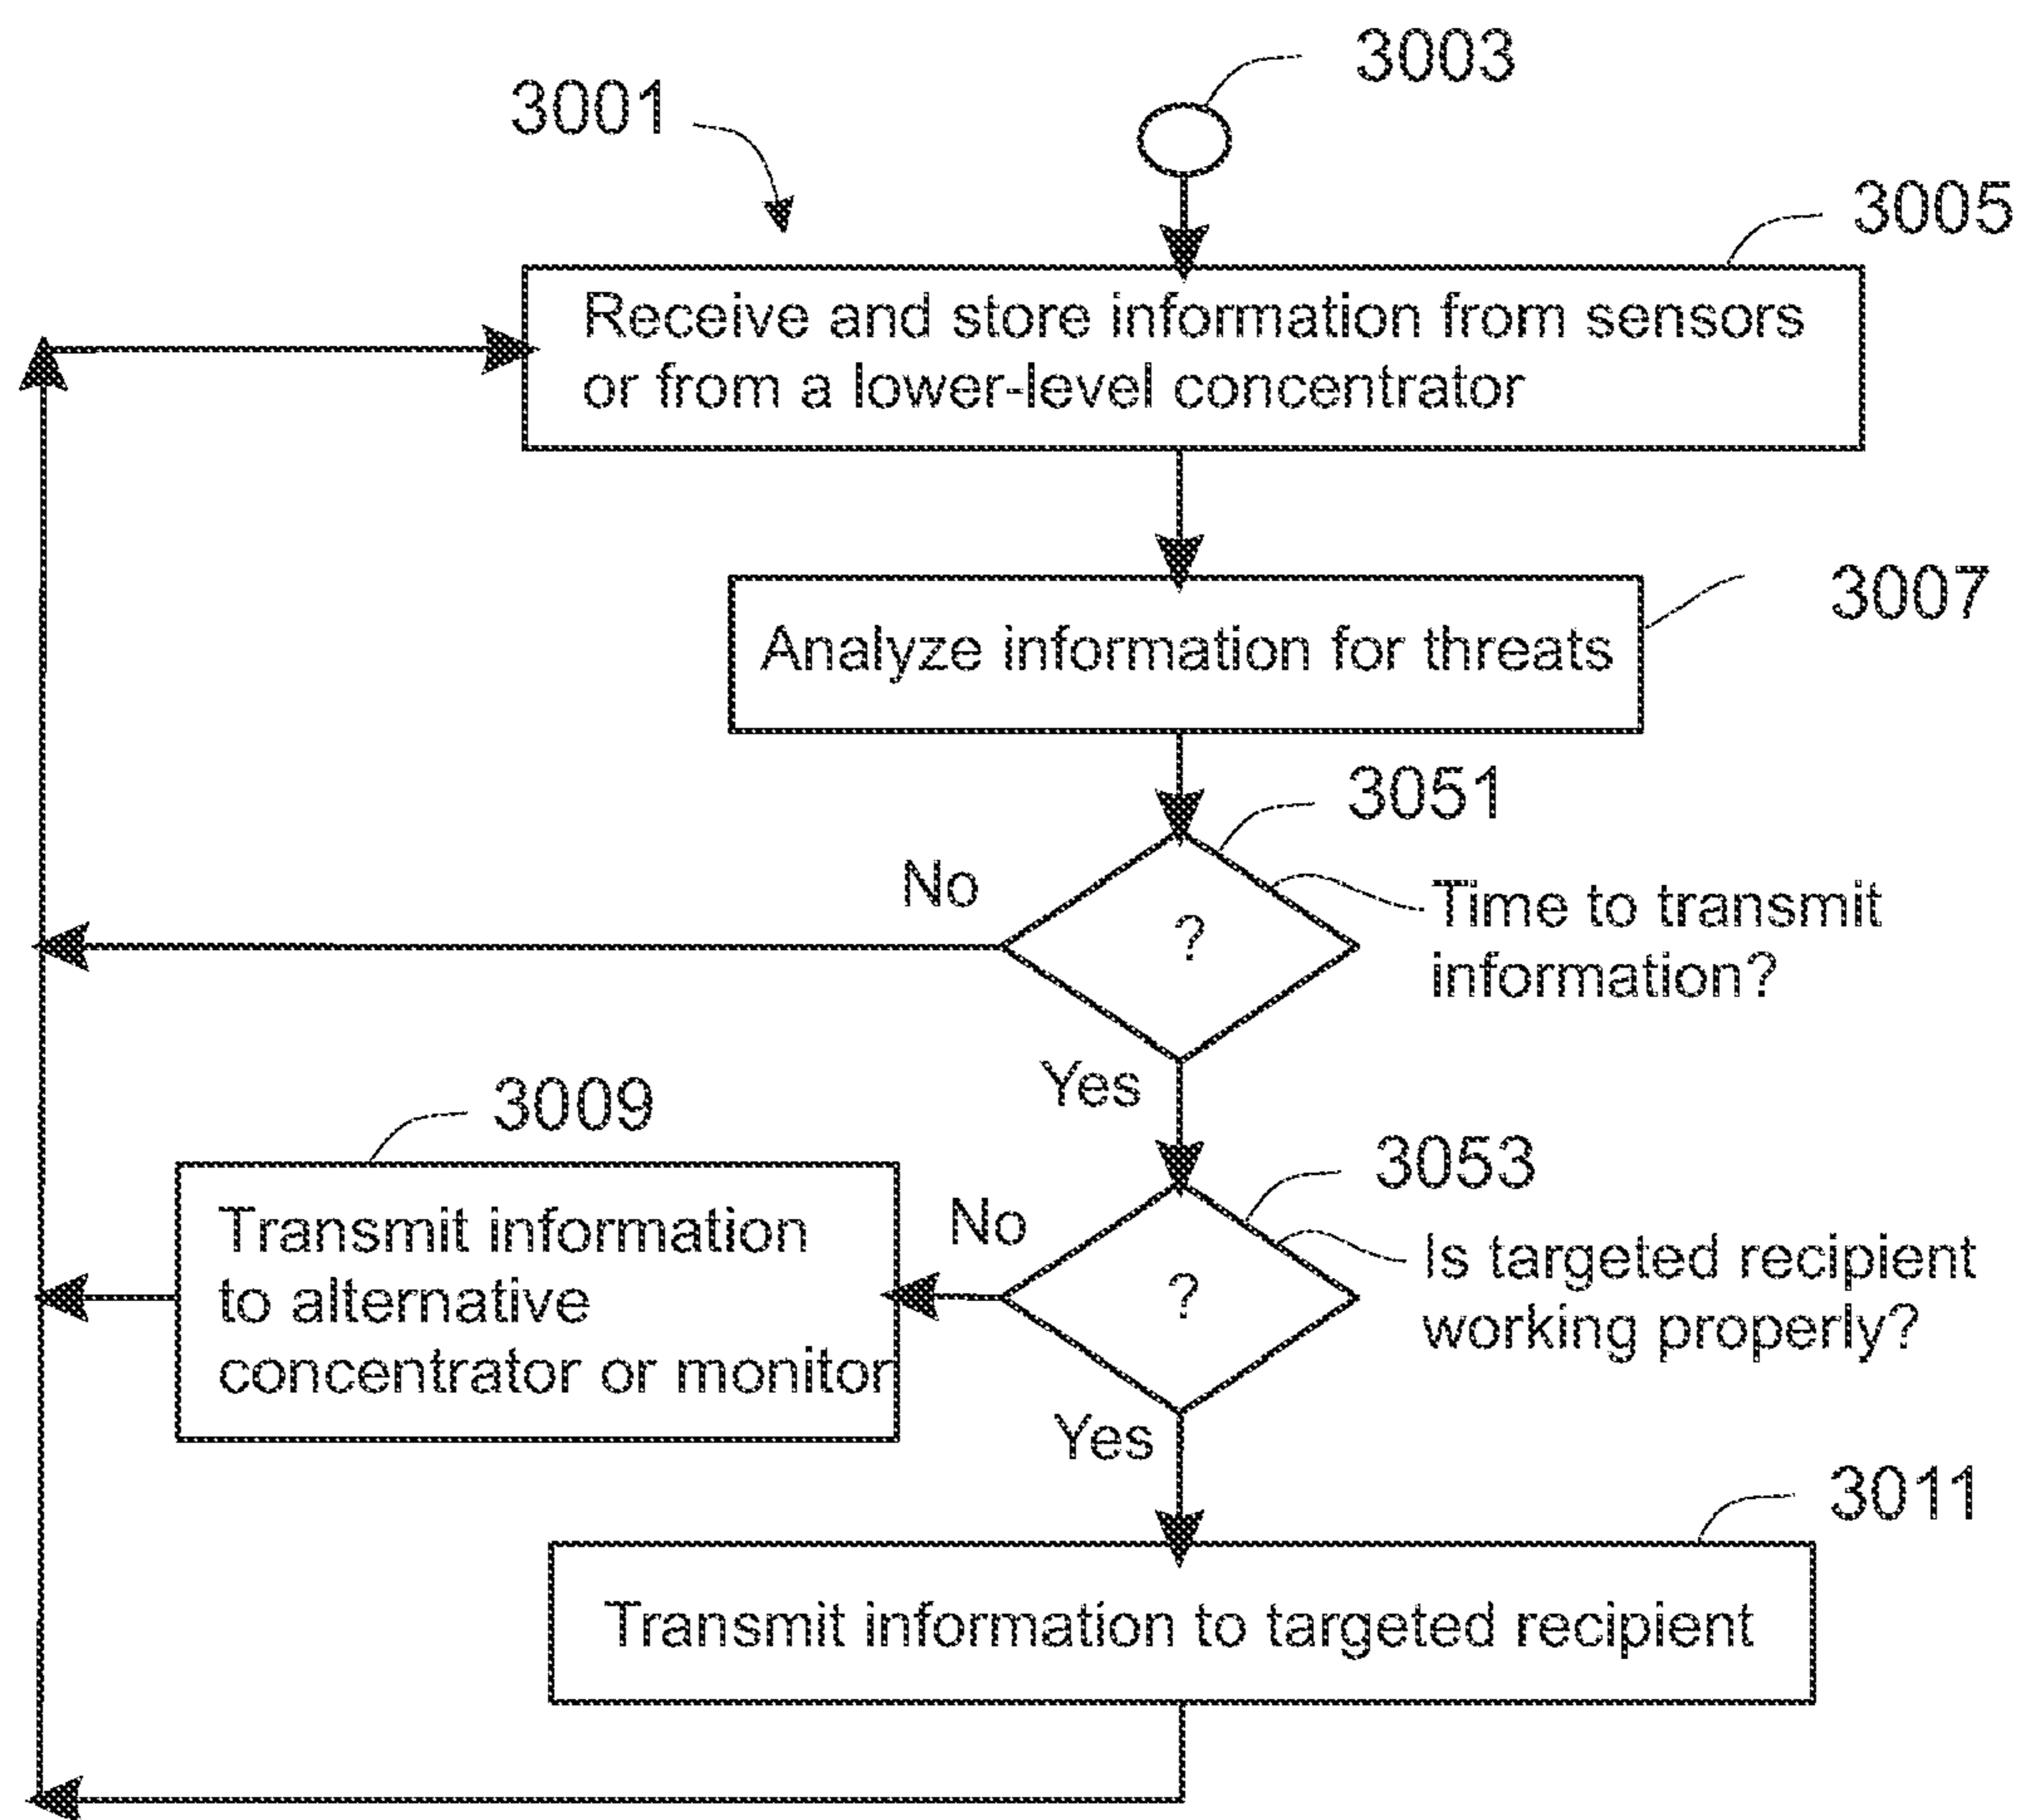 3003
3001
3005
Receive and store information from sensors
or from a lower-level concentrator
3007
Analyze information for threats
3051
No
?
Time to transmit
information?
Yes
3009
3053
Transmit information
to alternative
concentrator or monitor
No
?
Is targeted recipient
working properly?
Yes
3011
Transmit information to targeted recipient